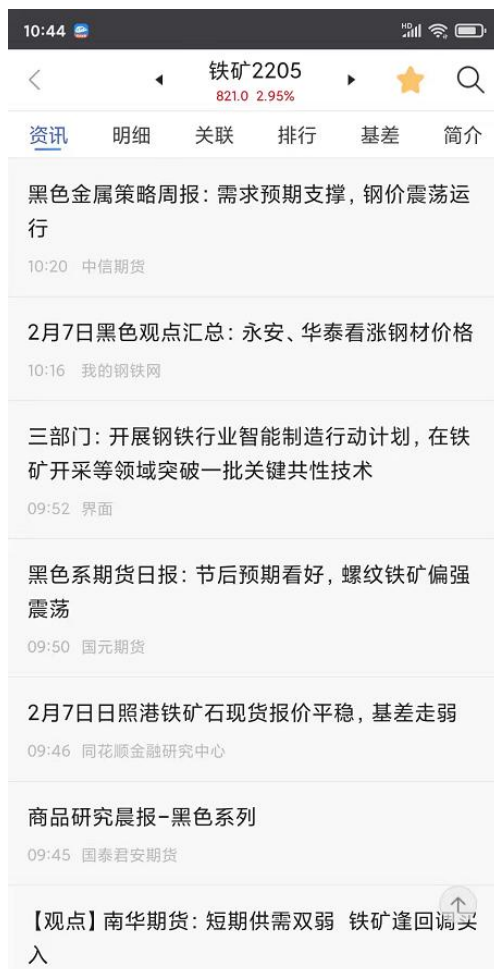 10:44
HD
铁矿2205
821.0 2.95%
资讯 明细 关联 排行 基差 简介
黑色金属策略周报：需求预期支撑，钢价震荡运
行
10:20 中信期货
2月7日黑色观点汇总：永安、华泰看涨钢材价格
10:16 我的钢铁网
三部门：开展钢铁行业智能制造行动计划，在铁
矿开采等领域突破一批关键共性技术
09:52 界面
黑色系期货日报：节后预期看好，螺纹铁矿偏强
震荡
09:50 国元期货
2月7日日照港铁矿石现货报价平稳，基差走弱
09:46 同花顺金融研究中心
商品研究晨报-黑色系列
09:45 国泰君安期货
【观点】南华期货：短期供需双弱 铁矿逢回调买
入